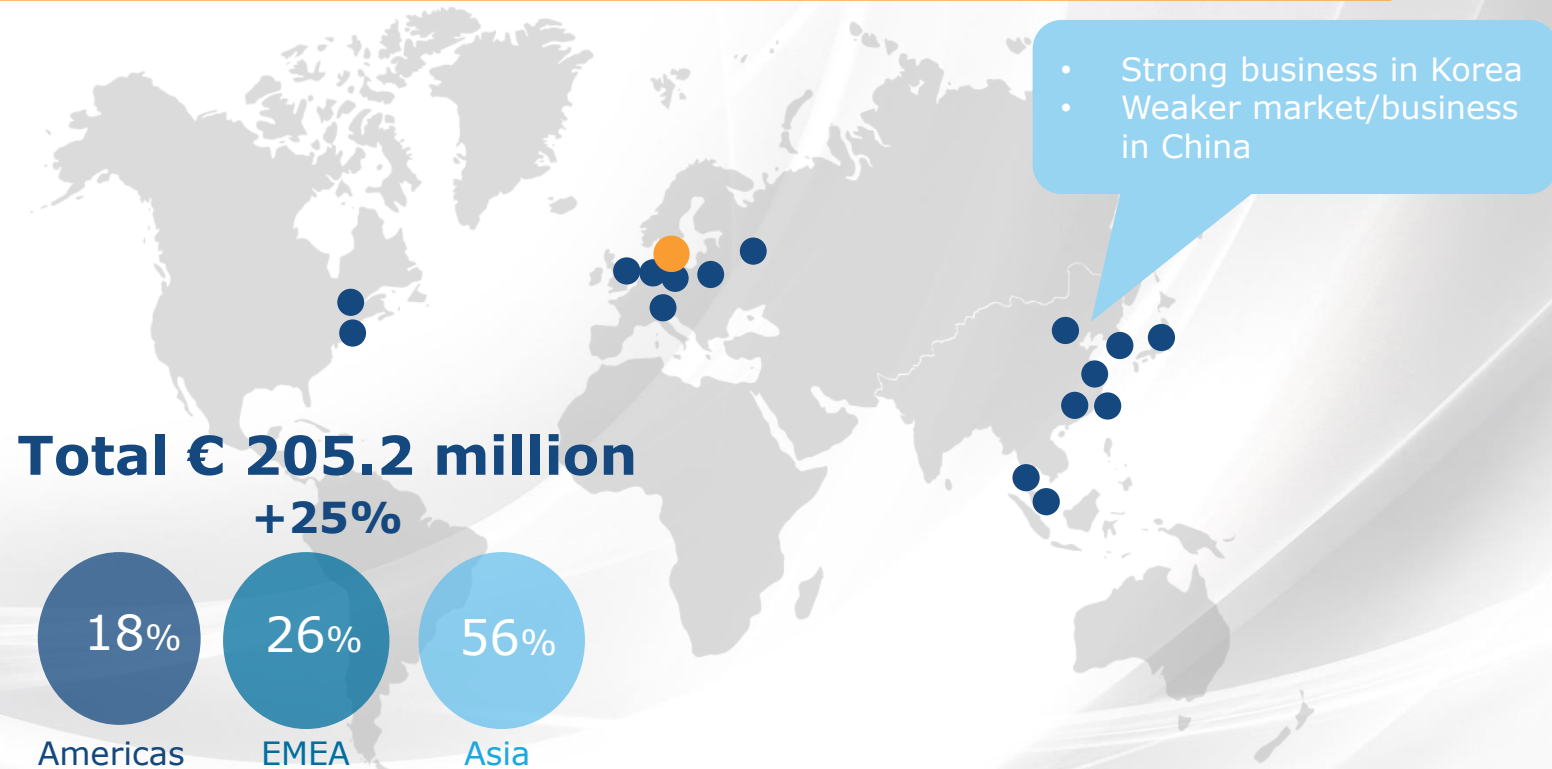 • Strong business in Korea
• Weaker market/business
in China
Total € 205.2 million
+25%
18%
26%
56%
Americas
EMEA
Asia